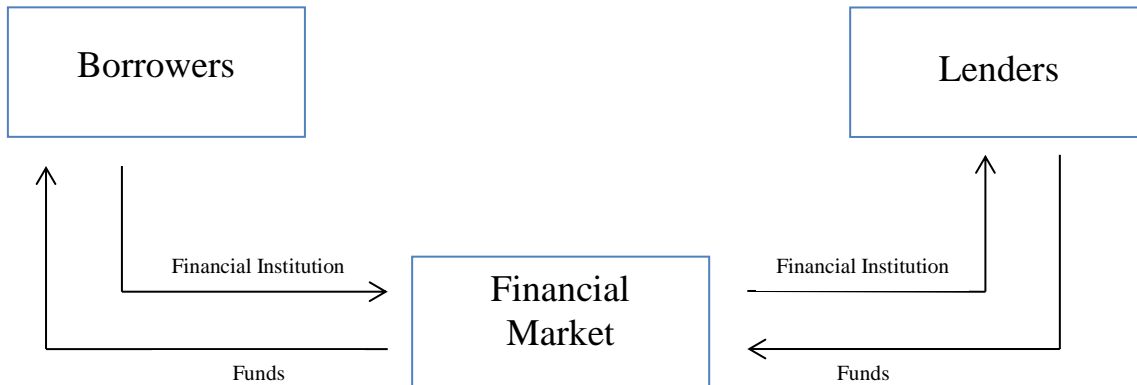 Borrowers
Lenders
Financial Institution
Financial Institution
Financial
Market
Funds
Funds